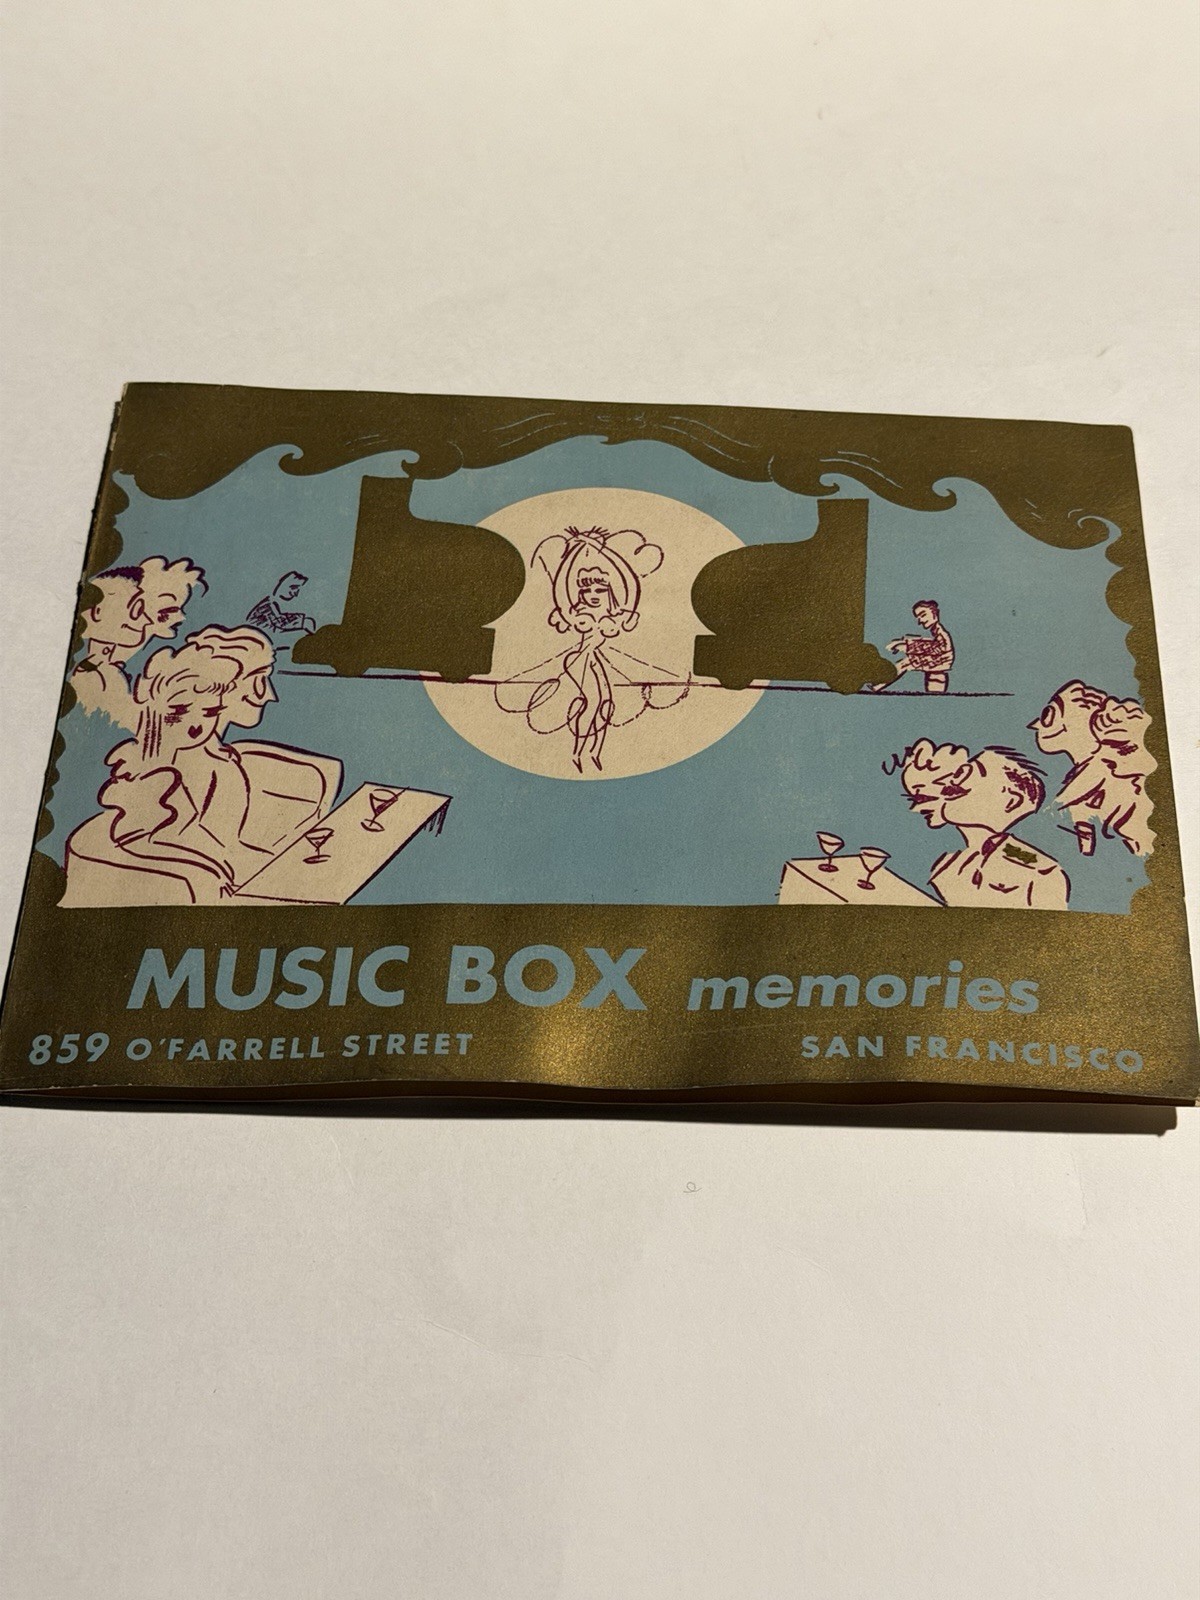 MUSIC BOX memories
859 O'FARRELL STREET SAN FRANCISCO